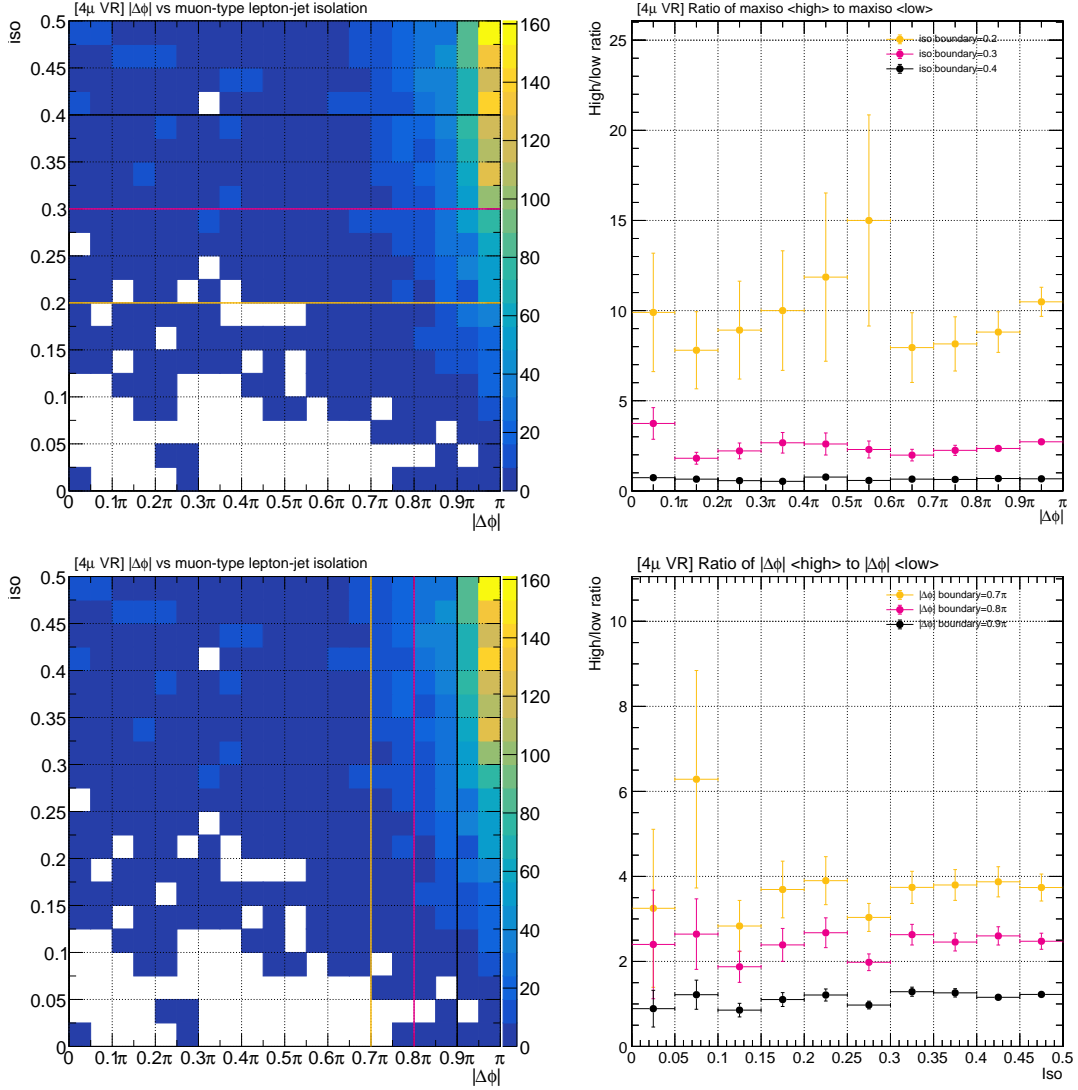 [4μ VR] |Δϕ| vs muon-type lepton-jet isolation
iso
0.5
0.45
0.4
0.35
0.3
0.25
0.2
0.15
0.1
0.05
0
0 0.1π 0.2π 0.3π 0.4π 0.5π 0.6π 0.7π 0.8π 0.9π π
|Δϕ|
160
140
120
100
80
60
40
20
0
[4μ VR] Ratio of maxiso <high> to maxiso <low>
High/low ratio
iso boundary=0.2
iso boundary=0.3
iso boundary=0.4
25
20
15
10
5
0
0 0.1π 0.2π 0.3π 0.4π 0.5π 0.6π 0.7π 0.8π 0.9π π
|Δϕ|
[4μ VR] |Δϕ| vs muon-type lepton-jet isolation
iso
0.5
0.45
0.4
0.35
0.3
0.25
0.2
0.15
0.1
0.05
0
0 0.1π 0.2π 0.3π 0.4π 0.5π 0.6π 0.7π 0.8π 0.9π π
|Δϕ|
160
140
120
100
80
60
40
20
0
[4μ VR] Ratio of |Δϕ| <high> to |Δϕ| <low>
High/low ratio
|Δϕ| boundary=0.7π
|Δϕ| boundary=0.8π
|Δϕ| boundary=0.9π
10
8
6
4
2
0
0 0.05 0.1 0.15 0.2 0.25 0.3 0.35 0.4 0.45 0.5
Iso